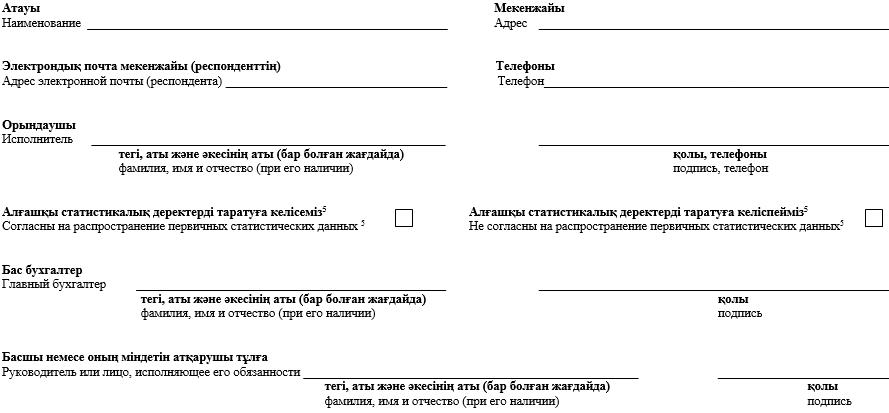 Атауы
Мекенжайы
Наименование
Адрес
Электрондық почта мекенжайы (респонденттің)
Телефоны
Адрес электронной почты (респондента)
Телефон
Орындаушы
Исполнитель
тегі, аты және әкесінің аты (бар болған жағдайда)
қолы, телефоны
фамилия, имя и отчество (при его наличии)
подпись, телефон
Алғашқы статистикалық деректерді таратуға келісеміз⁵
Алғашқы статистикалық деректерді таратуға келіспейміз⁵
Согласны на распространение первичных статистических данных ⁵
Не согласны на распространение первичных статистических данных⁵
Бас бухгалтер
Главный бухгалтер
тегі, аты және әкесінің аты (бар болған жағдайда)
қолы
фамилия, имя и отчество (при его наличии)
подпись
Басшы немесе оның міндетін атқарушы тұлға
Руководитель или лицо, исполняющее его обязанности
тегі, аты және әкесінің аты (бар болған жағдайда)
қолы
фамилия, имя и отчество (при его наличии)
подпись